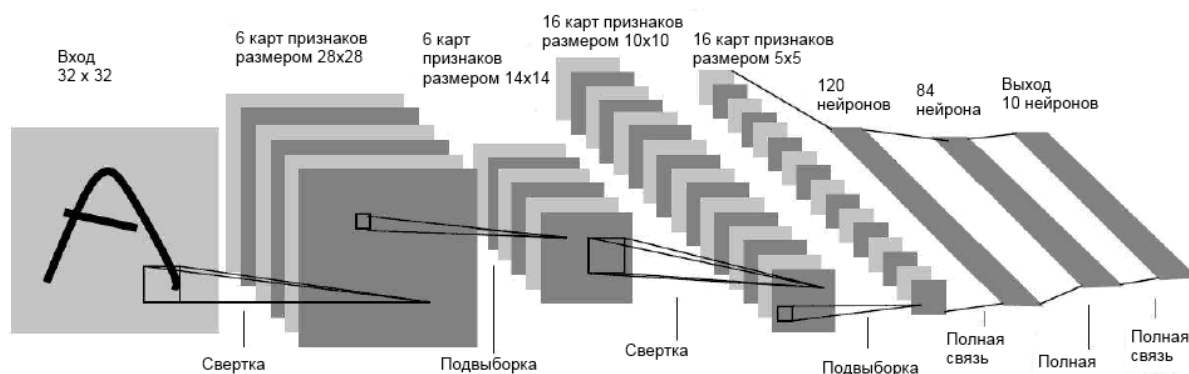 Вход
32 x 32
6 карт признаков
размером 28x28
6 карт
признаков
размером 14x14
16 карт признаков
размером 10x10
16 карт признаков
размером 5x5
120
нейронов
84
нейрона
Выход
10 нейронов
A
Свертка
Подвыборка
Свертка
Подвыборка
Полная
связь
Полная
Полная
связь